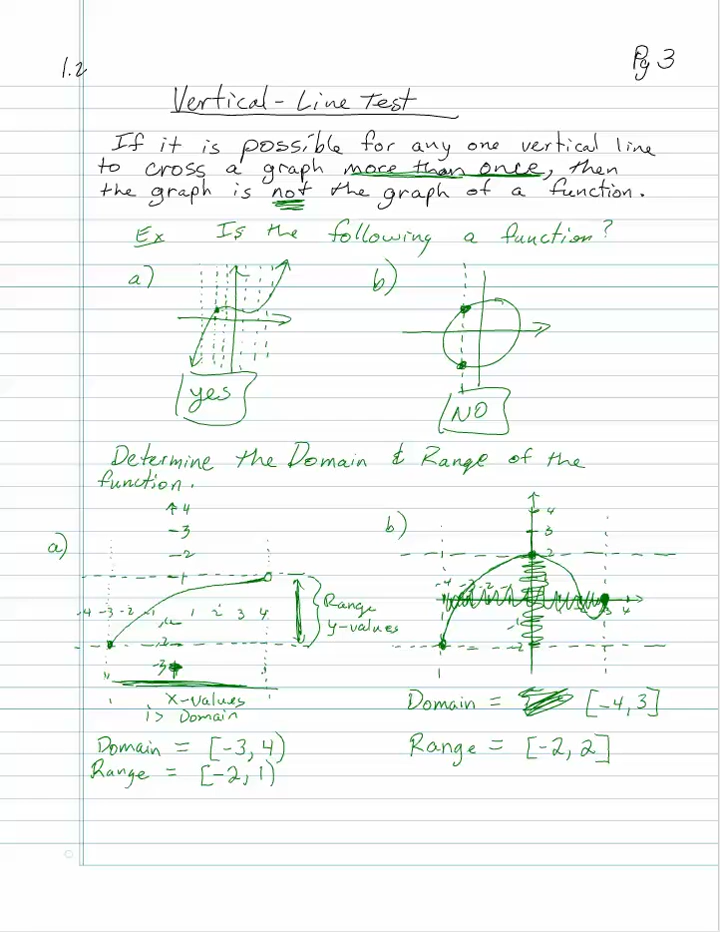 1.2
Pg 3
Vertical-Line Test
If it is possible for any one vertical line
to cross a graph more than once, then
the graph is not the graph of a function.
Ex Is the following a function?
a)
b)
yes
NO
Determine the Domain & Range of the
function.
a)
4
-3
-2
-1
-4 -3 -2 -1 1 2 3 4
-2
-3
Range
y-values
x-values
is Domain
Domain = [-3, 4)
Range = [-2, 1)
b)
4
3
2
-4 -3 -2 -1 3 4
-2
Domain = [-4, 3]
Range = [-2, 2]